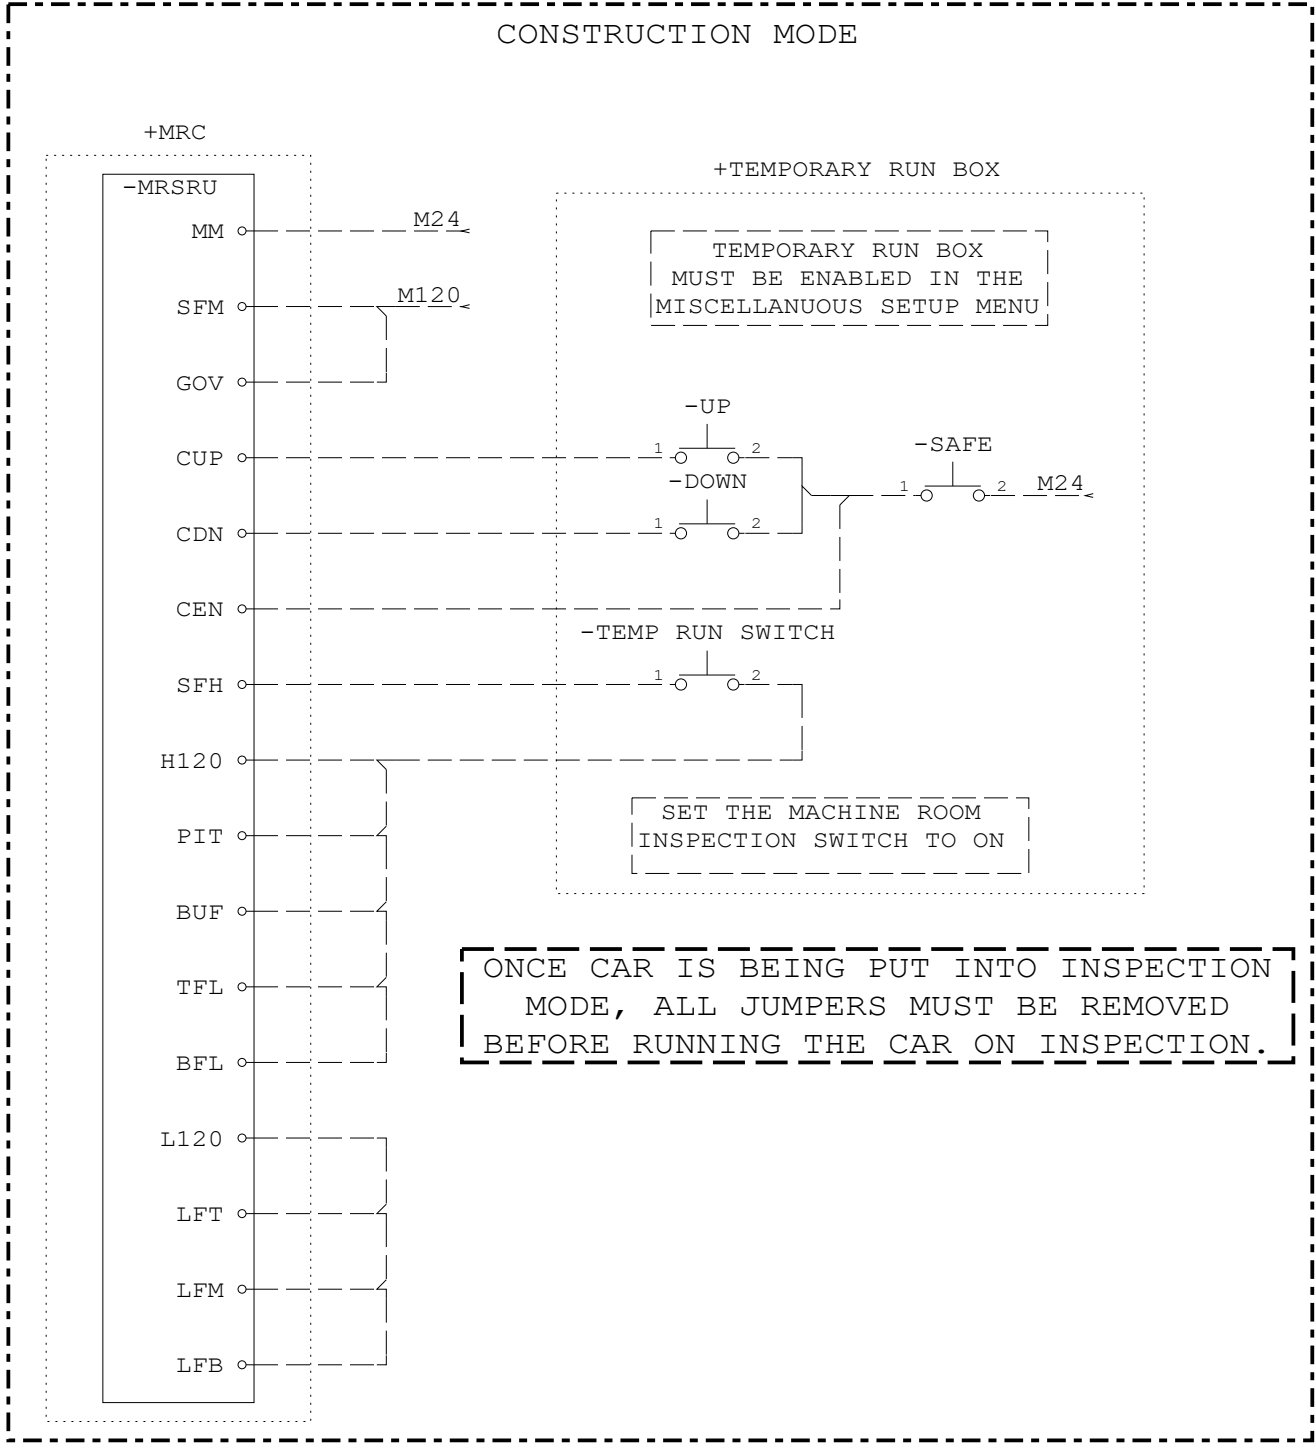 CONSTRUCTION MODE
+MRC
-MRSRU
MM
M24
SFM
M120
GOV
CUP
CDN
CEN
SFH
H120
PIT
BUF
TFL
BFL
L120
LFT
LFM
LFB
+TEMPORARY RUN BOX
TEMPORARY RUN BOX
MUST BE ENABLED IN THE
MISCELLANUOUS SETUP MENU
-UP
1 2
-DOWN
1 2
-SAFE
1 2 M24
-TEMP RUN SWITCH
1 2
SET THE MACHINE ROOM
INSPECTION SWITCH TO ON
ONCE CAR IS BEING PUT INTO INSPECTION
MODE, ALL JUMPERS MUST BE REMOVED
BEFORE RUNNING THE CAR ON INSPECTION.